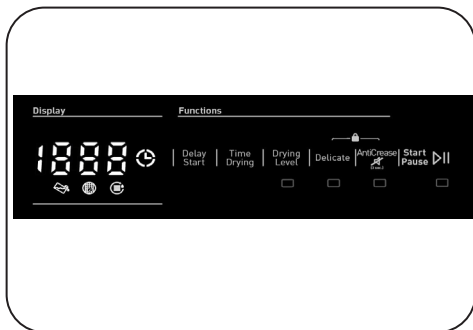 Display
Functions
1888
Delay Start
Time Drying
Drying Level
Delicate
AntiCrease
Start Pause